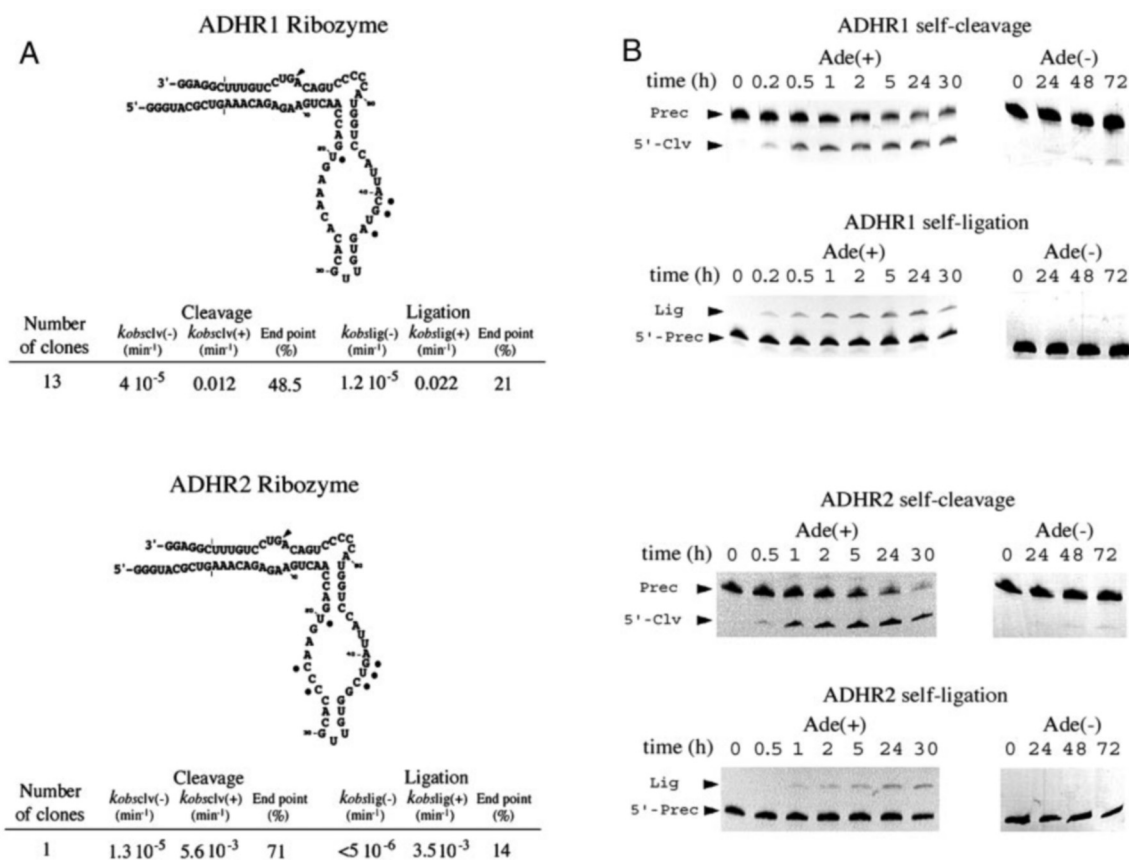 A
ADHR1 Ribozyme
3'-GGAGGCUUUGUCCUGACAGUCCCC
5'-GGGUACGCUGAAACAGA
Cleavage Ligation
Number of clones
kobsclv(-) kobsclv(+) End point kobslig(-) kobslig(+) End point
(min⁻¹) (min⁻¹) (%) (min⁻¹) (min⁻¹) (%)
13 4 10⁻⁵ 0.012 48.5 1.2 10⁻⁵ 0.022 21
ADHR2 Ribozyme
3'-GGAGGCUUUGUCCUGACAGUCCCC
5'-GGGUACGCUGAAACAGA
Cleavage Ligation
Number of clones
kobsclv(-) kobsclv(+) End point kobslig(-) kobslig(+) End point
(min⁻¹) (min⁻¹) (%) (min⁻¹) (min⁻¹) (%)
1 1.3 10⁻⁵ 5.6 10⁻³ 71 <5 10⁻⁶ 3.5 10⁻³ 14
B
ADHR1 self-cleavage
Ade(+) Ade(-)
time (h) 0 0.2 0.5 1 2 5 24 30 0 24 48 72
Prec
5'-Clv
ADHR1 self-ligation
Ade(+) Ade(-)
time (h) 0 0.2 0.5 1 2 5 24 30 0 24 48 72
Lig
5'-Prec
ADHR2 self-cleavage
Ade(+) Ade(-)
time (h) 0 0.5 1 2 5 24 30 0 24 48 72
Prec
5'-Clv
ADHR2 self-ligation
Ade(+) Ade(-)
time (h) 0 0.5 1 2 5 24 30 0 24 48 72
Lig
5'-Prec